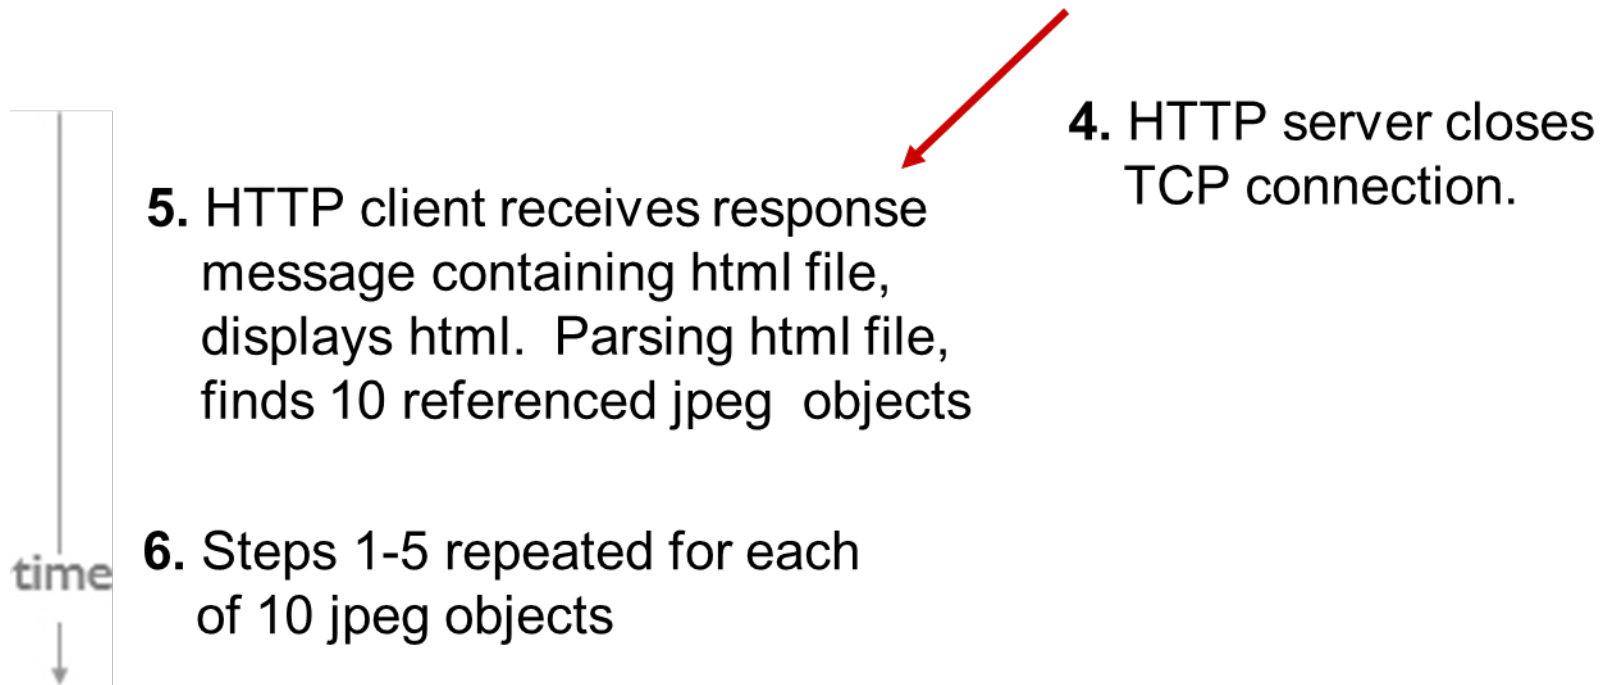 4. HTTP server closes
TCP connection.
5. HTTP client receives response
message containing html file,
displays html.  Parsing html file,
finds 10 referenced jpeg  objects
6. Steps 1-5 repeated for each
of 10 jpeg objects
time